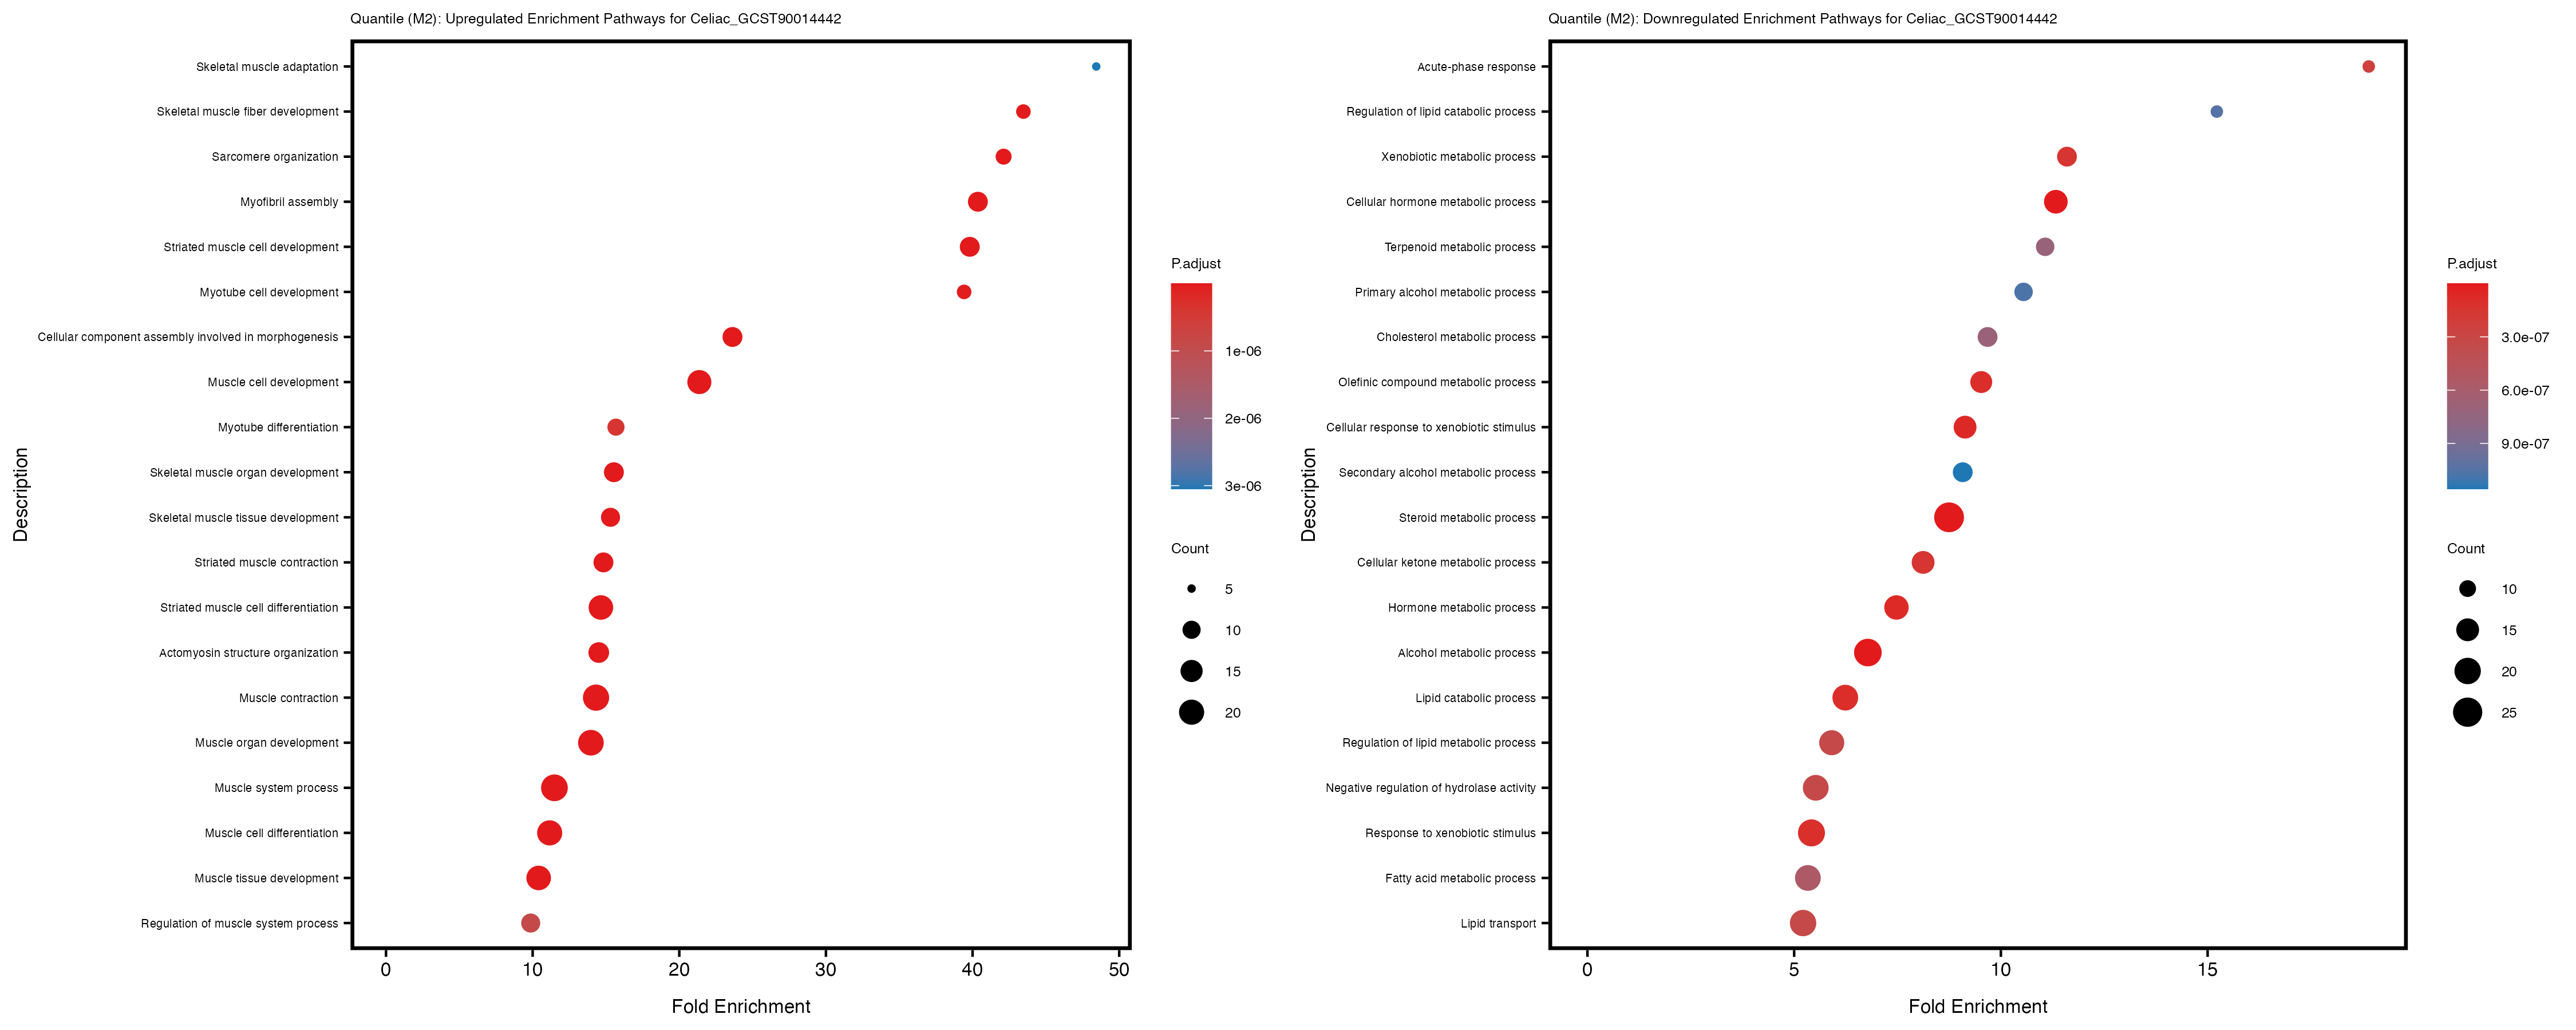 Quantile (M2): Upregulated Enrichment Pathways for Celiac_GCST90014442
Description
Skeletal muscle adaptation
Skeletal muscle fiber development
Sarcomere organization
Myofibril assembly
Striated muscle cell development
Myotube cell development
Cellular component assembly involved in morphogenesis
Muscle cell development
Myotube differentiation
Skeletal muscle organ development
Skeletal muscle tissue development
Striated muscle contraction
Striated muscle cell differentiation
Actomyosin structure organization
Muscle contraction
Muscle organ development
Muscle system process
Muscle cell differentiation
Muscle tissue development
Regulation of muscle system process
0 10 20 30 40 50
Fold Enrichment
P.adjust
1e-06
2e-06
3e-06
Count
5
10
15
20
Quantile (M2): Downregulated Enrichment Pathways for Celiac_GCST90014442
Description
Acute-phase response
Regulation of lipid catabolic process
Xenobiotic metabolic process
Cellular hormone metabolic process
Terpenoid metabolic process
Primary alcohol metabolic process
Cholesterol metabolic process
Olefinic compound metabolic process
Cellular response to xenobiotic stimulus
Secondary alcohol metabolic process
Steroid metabolic process
Cellular ketone metabolic process
Hormone metabolic process
Alcohol metabolic process
Lipid catabolic process
Regulation of lipid metabolic process
Negative regulation of hydrolase activity
Response to xenobiotic stimulus
Fatty acid metabolic process
Lipid transport
0 5 10 15
Fold Enrichment
P.adjust
3.0e-07
6.0e-07
9.0e-07
Count
10
15
20
25